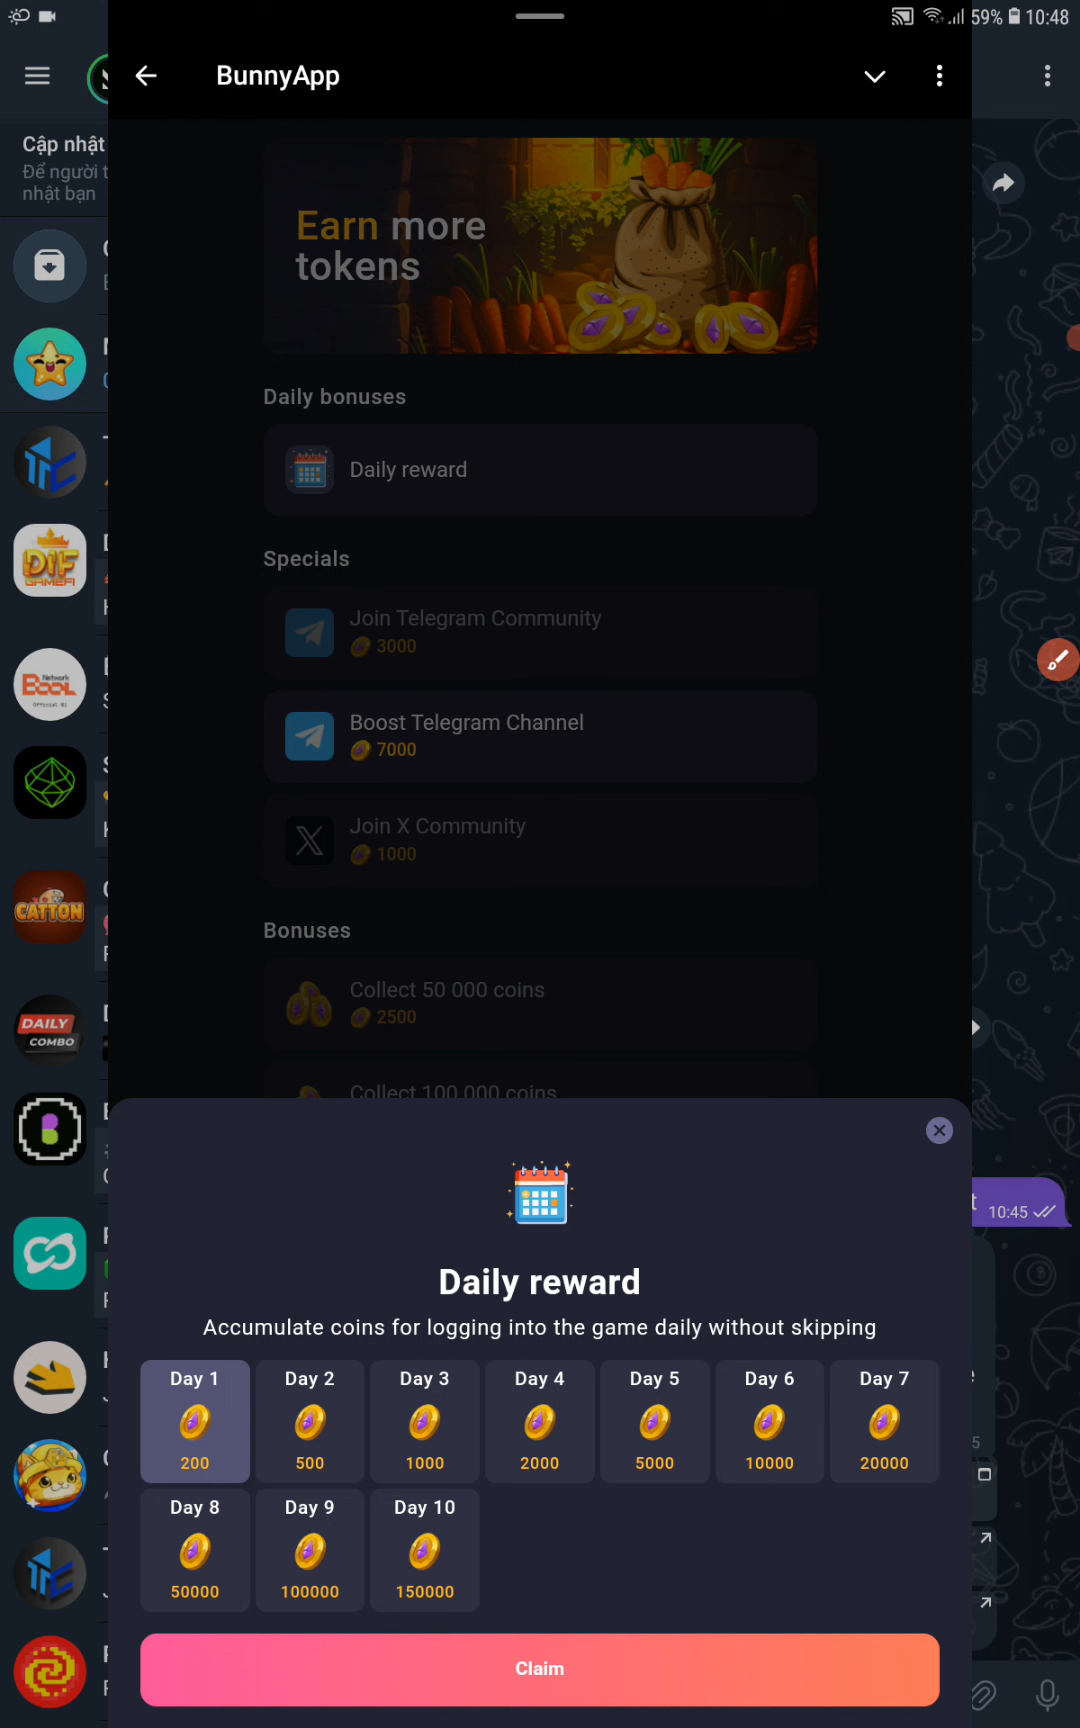 59% 10:48
BunnyApp
Cập nhật
Để người t
nhật bạn
Earn more
tokens
Daily bonuses
Daily reward
Specials
Join Telegram Community
3000
Boost Telegram Channel
7000
Join X Community
1000
Bonuses
Collect 50 000 coins
2500
Collect 100 000 coins
DIF
GAMEFI
Network
BOOL
Official
CATTON
DAILY
COMBO
10:45
Daily reward
Accumulate coins for logging into the game daily without skipping
Day 1
200
Day 2
500
Day 3
1000
Day 4
2000
Day 5
5000
Day 6
10000
Day 7
20000
Day 8
50000
Day 9
100000
Day 10
150000
Claim